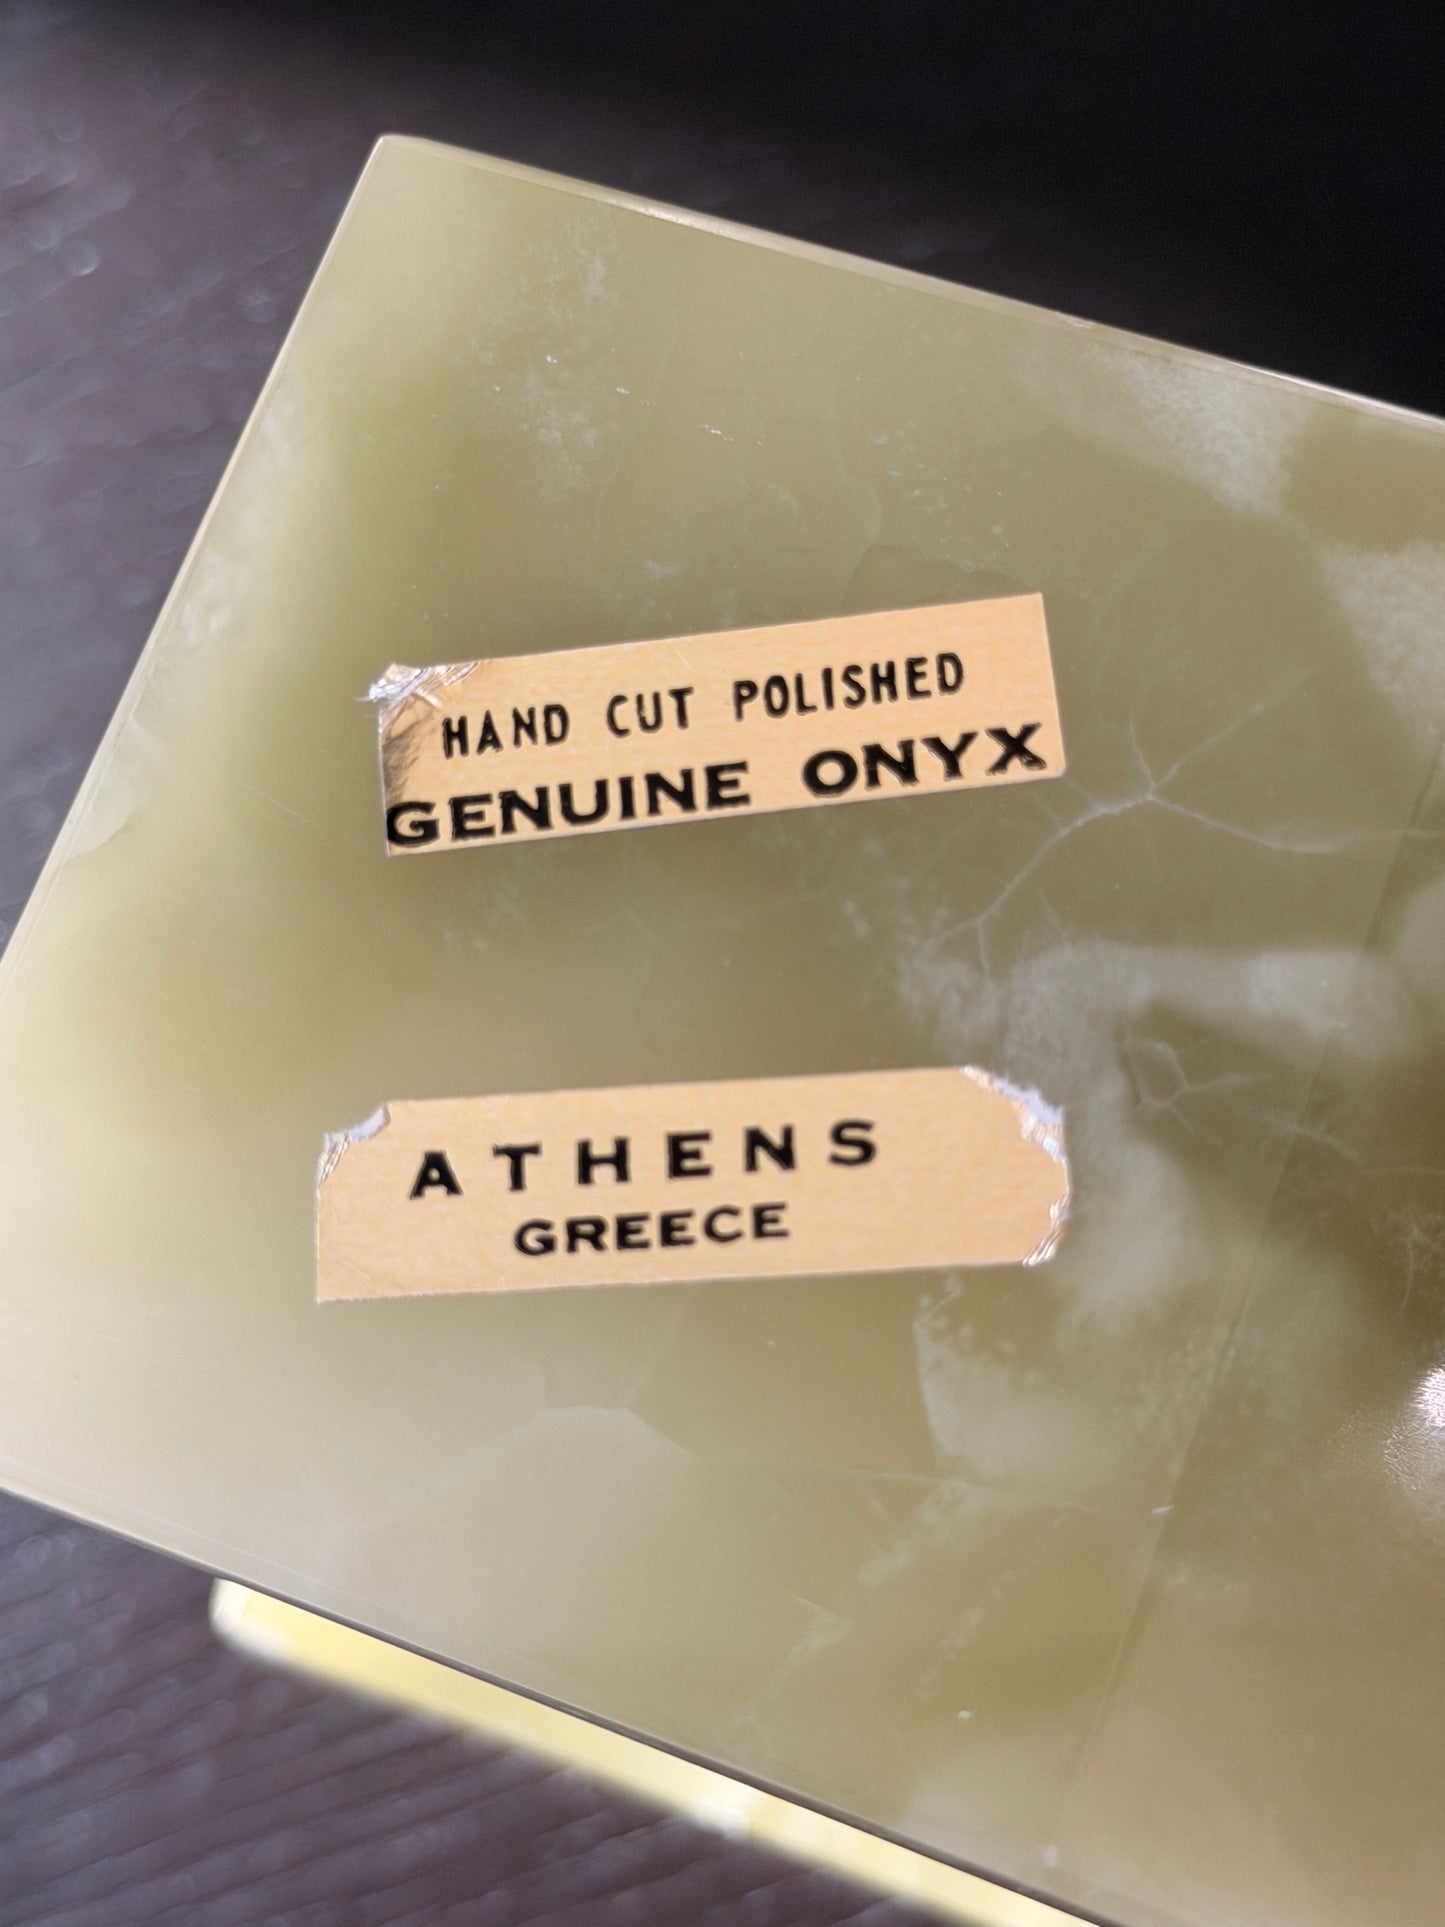 HAND CUT POLISHED
GENUINE ONYX
ATHENS
GREECE